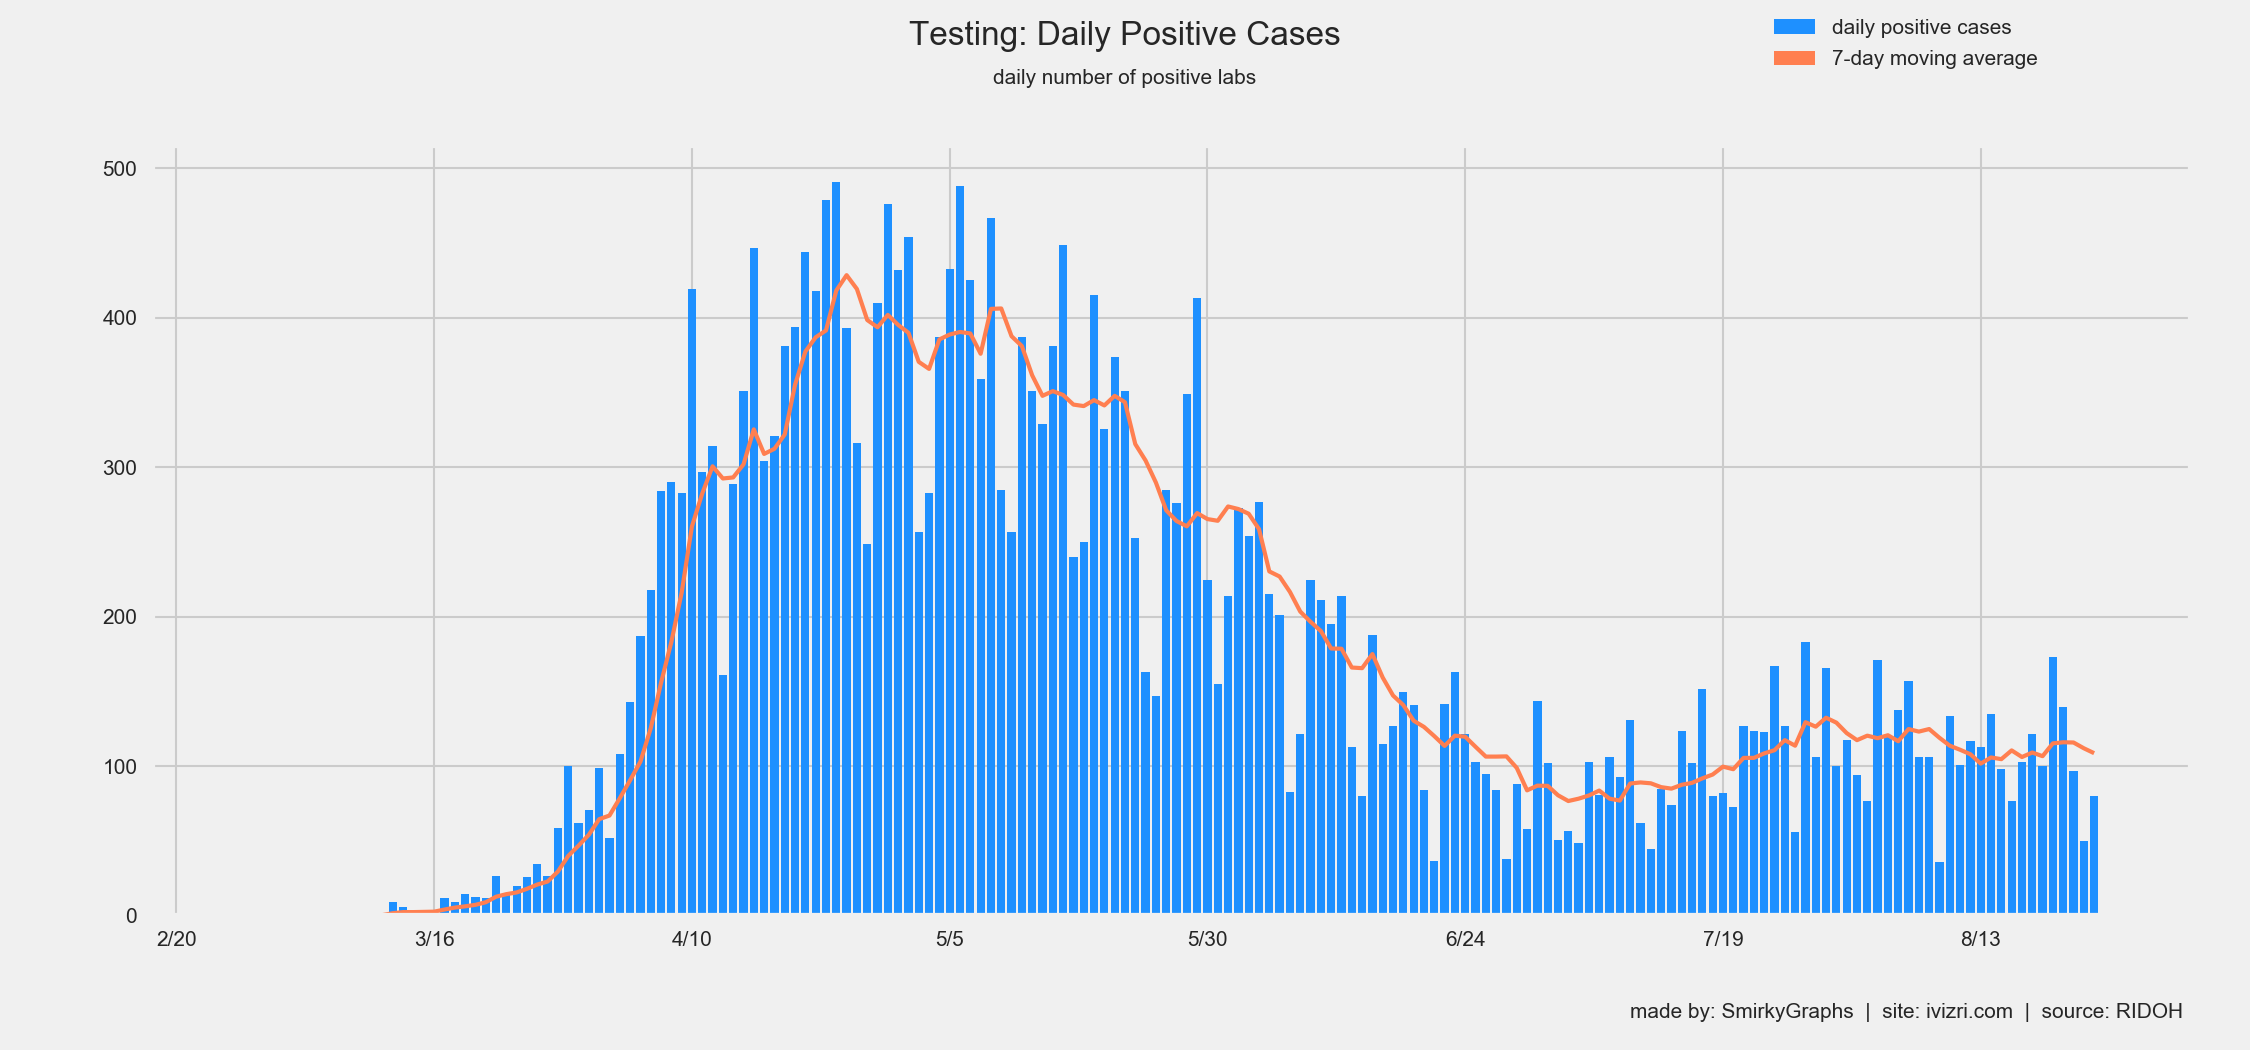 Testing: Daily Positive Cases
daily number of positive labs
daily positive cases
7-day moving average
500
400
300
200
100
0
2/20 3/16 4/10 5/5 5/30 6/24 7/19 8/13
made by: SmirkyGraphs | site: ivizri.com | source: RIDOH